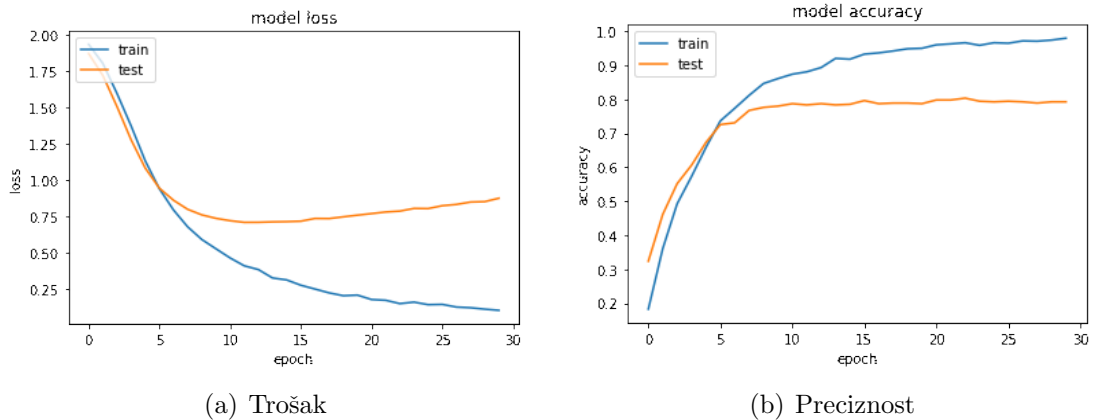 model loss
2.00
1.75
1.50
1.25
1.00
0.75
0.50
0.25
loss
train
test
0 5 10 15 20 25 30
epoch
(a) Trošak
model accuracy
1.0
0.9
0.8
0.7
0.6
0.5
0.4
0.3
0.2
accuracy
train
test
0 5 10 15 20 25 30
epoch
(b) Preciznost